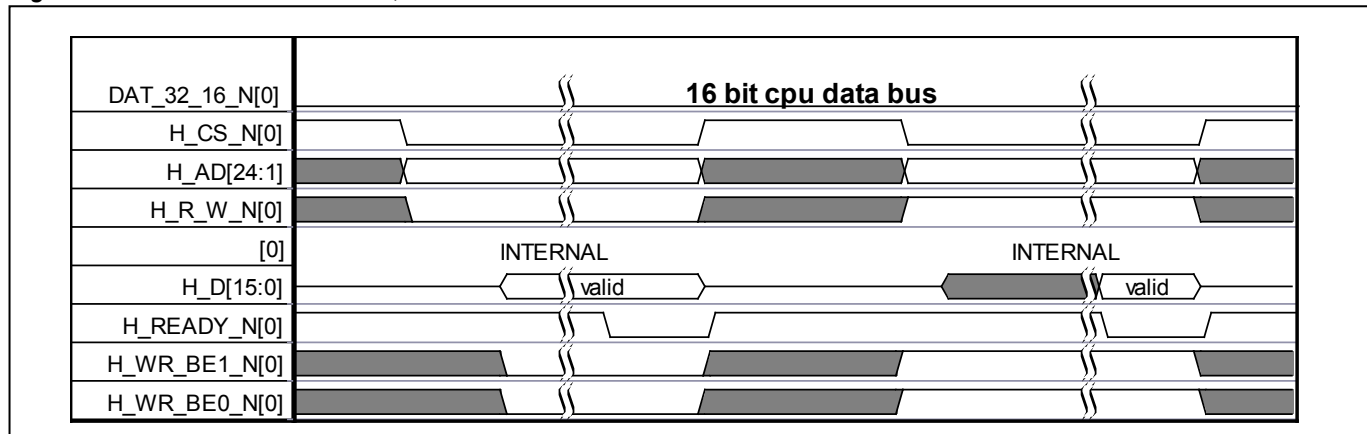 DAT_32_16_N[0] 16 bit cpu data bus
H_CS_N[0]
H_AD[24:1]
H_R_W_N[0]
[0] INTERNAL INTERNAL
H_D[15:0] valid valid
H_READY_N[0]
H_WR_BE1_N[0]
H_WR_BE0_N[0]